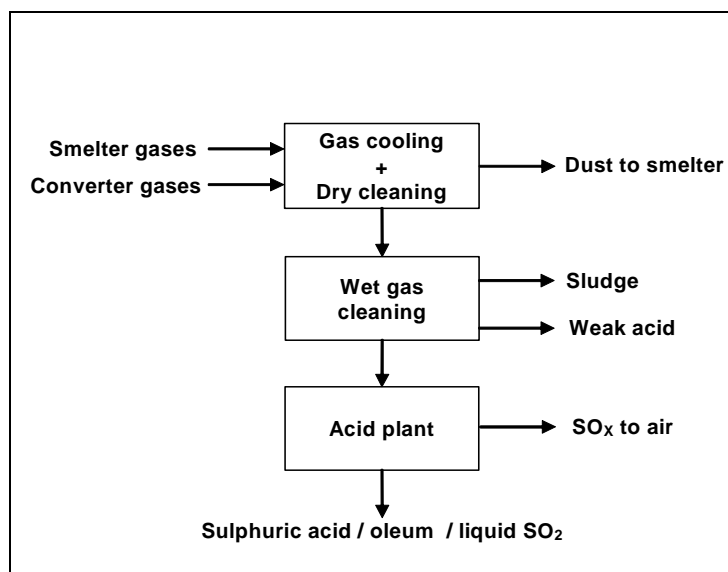 Smelter gases
Converter gases
Gas cooling
+
Dry cleaning
Dust to smelter
Wet gas
cleaning
Sludge
Weak acid
Acid plant
SOX to air
Sulphuric acid / oleum / liquid SO2